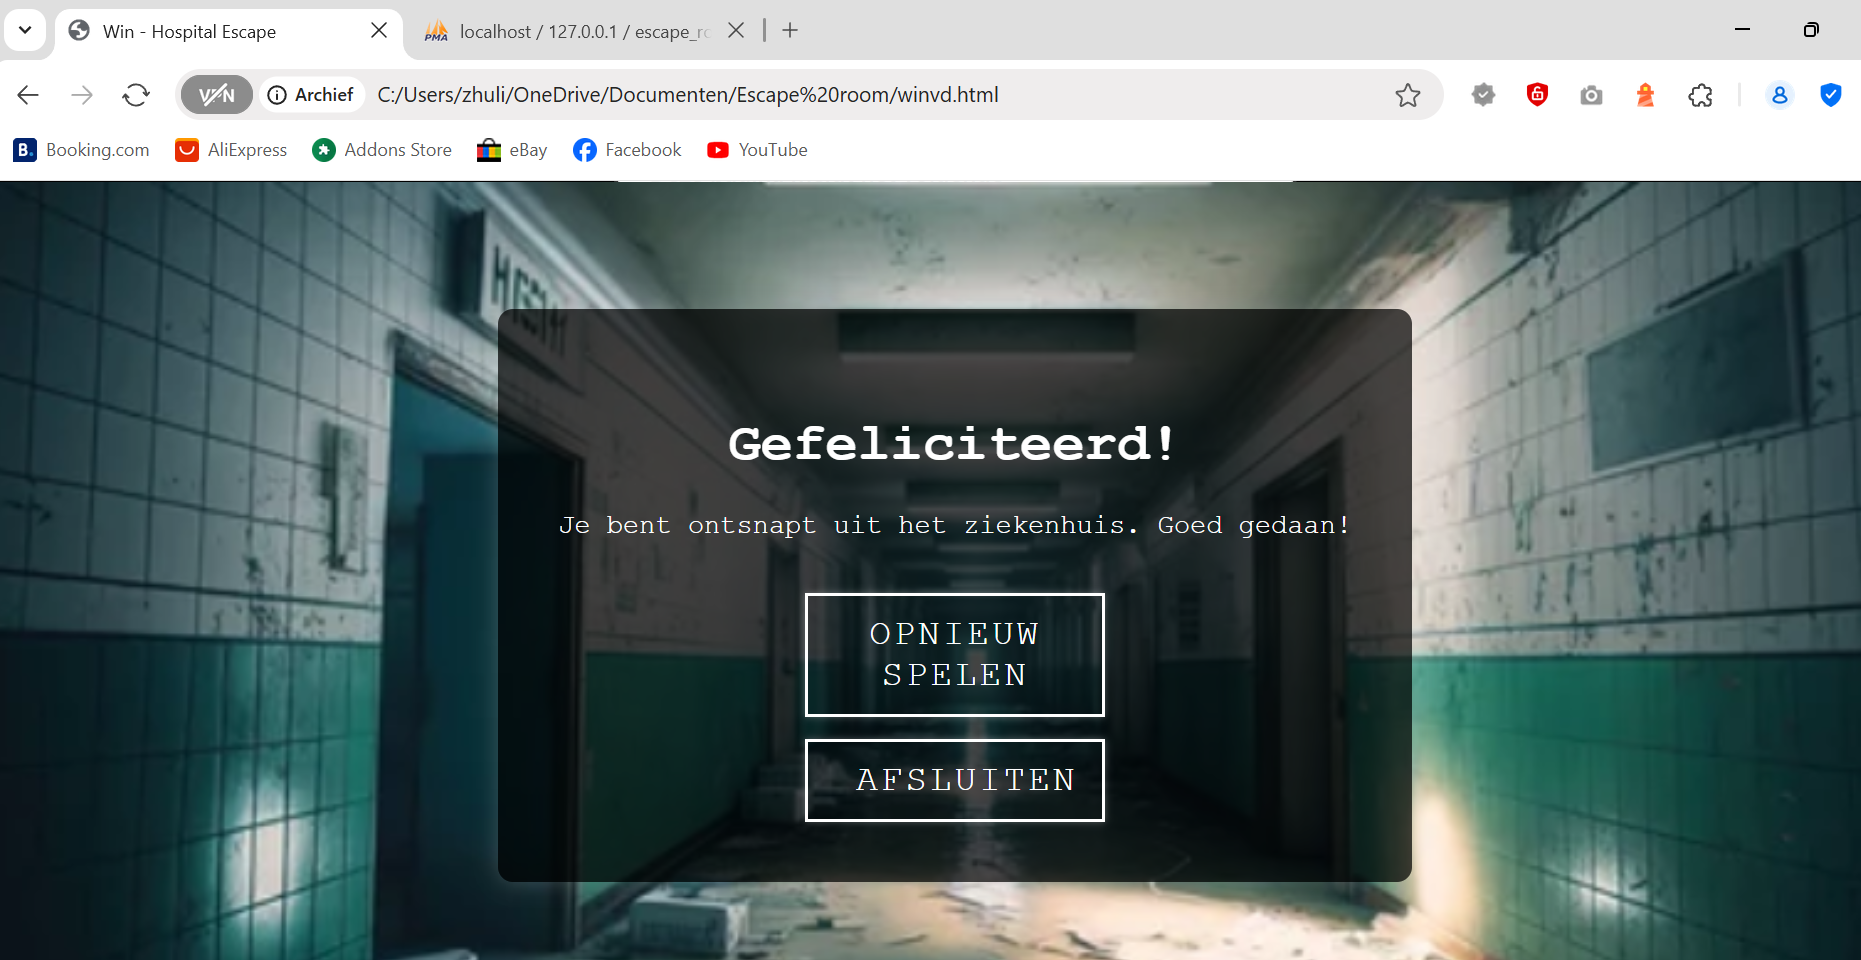 Win - Hospital Escape
localhost / 127.0.0.1 / escape_ro
VPN
Archief
C:/Users/zhuli/OneDrive/Documenten/Escape%20room/winvd.html
Booking.com
AliExpress
Addons Store
eBay
Facebook
YouTube
Gefeliciteerd!
Je bent ontsnapt uit het ziekenhuis. Goed gedaan!
OPNIEUW
SPELEN
AFSLUITEN